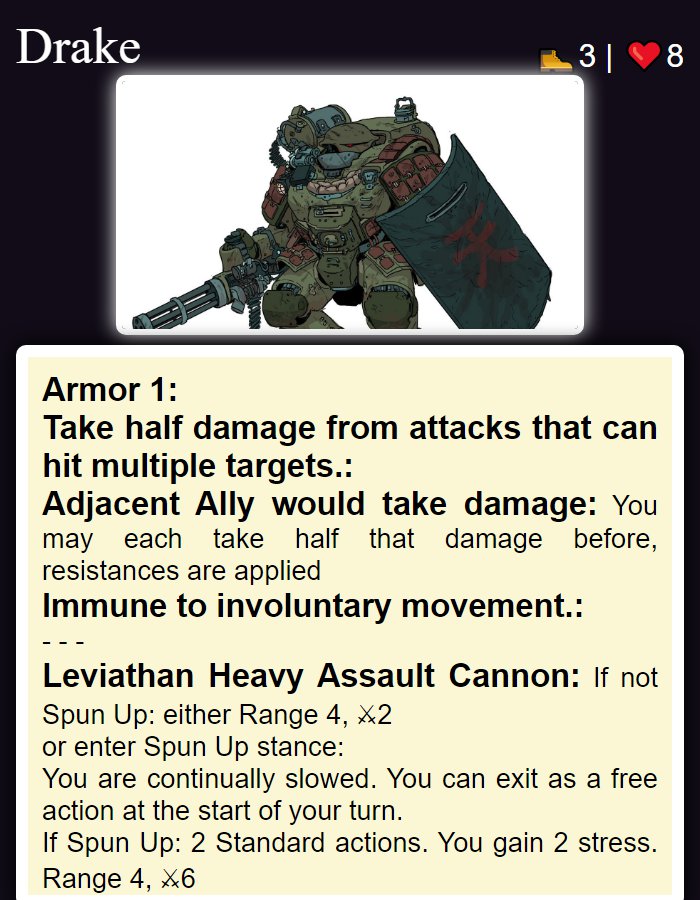 Drake
🥾3 | ❤️8
Armor 1:
Take half damage from attacks that can
hit multiple targets.:
Adjacent Ally would take damage: You
may each take half that damage before,
resistances are applied
Immune to involuntary movement.:
- - -
Leviathan Heavy Assault Cannon: If not
Spun Up: either Range 4, ⚔2
or enter Spun Up stance:
You are continually slowed. You can exit as a free
action at the start of your turn.
If Spun Up: 2 Standard actions. You gain 2 stress.
Range 4, ⚔6